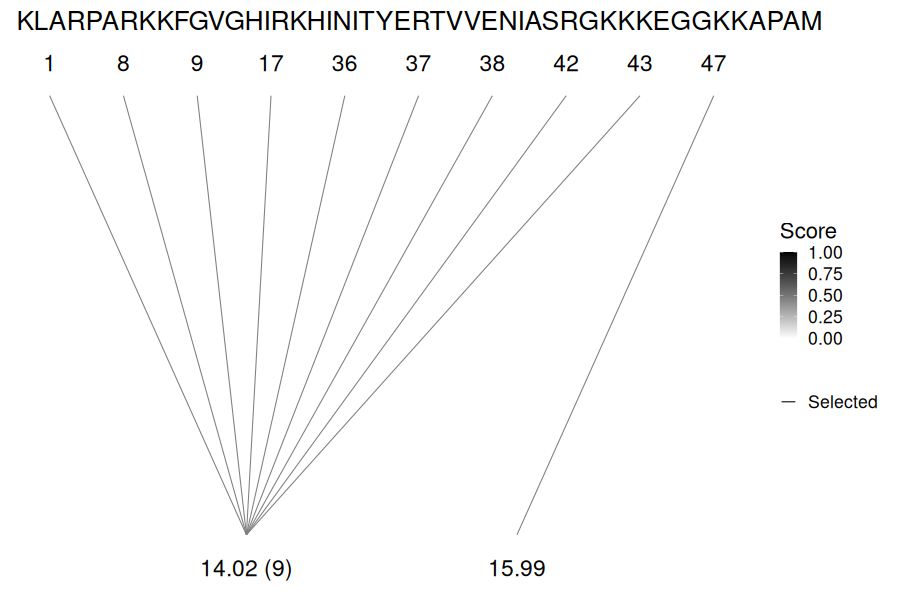 KLARPARKKFGVGHIRKHINITYERTVVENIASRGKKKEGGKKAPAM
1 8 9 17 36 37 38 42 43 47
Score
1.00
0.75
0.50
0.25
0.00
Selected
14.02 (9) 15.99